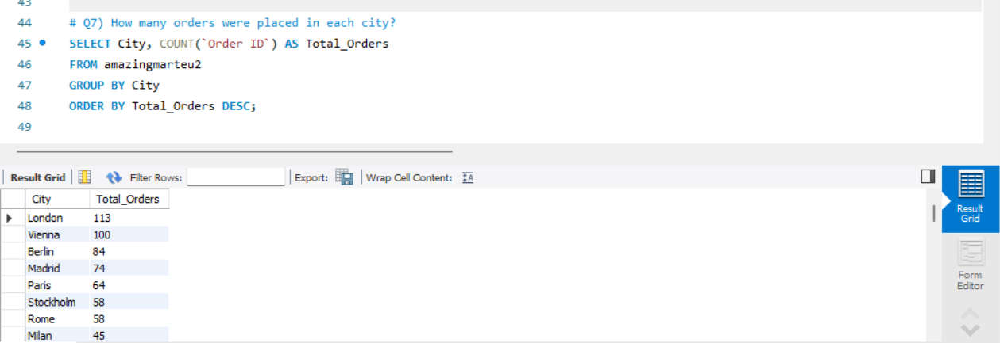 43
44 # Q7) How many orders were placed in each city?
45 SELECT City, COUNT(`Order ID`) AS Total_Orders
46 FROM amazingmarteu2
47 GROUP BY City
48 ORDER BY Total_Orders DESC;
49
Result Grid Filter Rows: Export: Wrap Cell Content: IA
City Total_Orders
London 113
Vienna 100
Berlin 84
Madrid 74
Paris 64
Stockholm 58
Rome 58
Milan 45
Result
Grid
Form
Editor